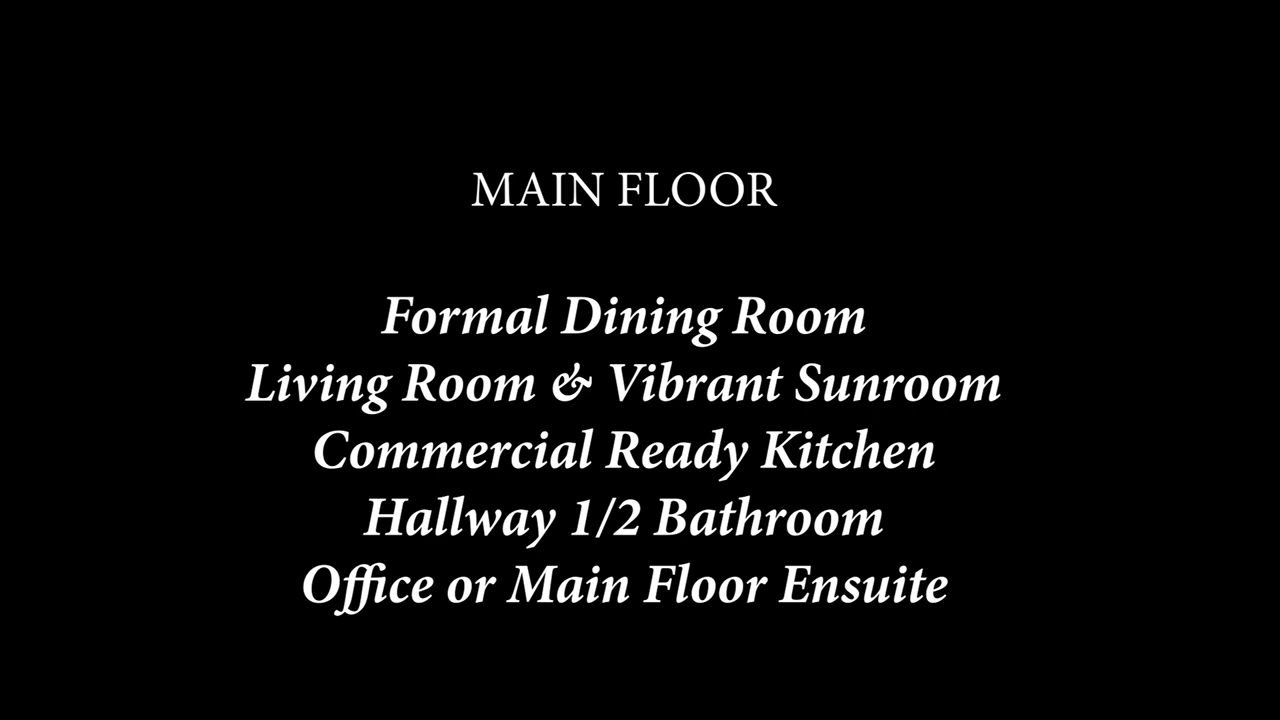 MAIN FLOOR
Formal Dining Room
Living Room & Vibrant Sunroom
Commercial Ready Kitchen
Hallway 1/2 Bathroom
Office or Main Floor Ensuite